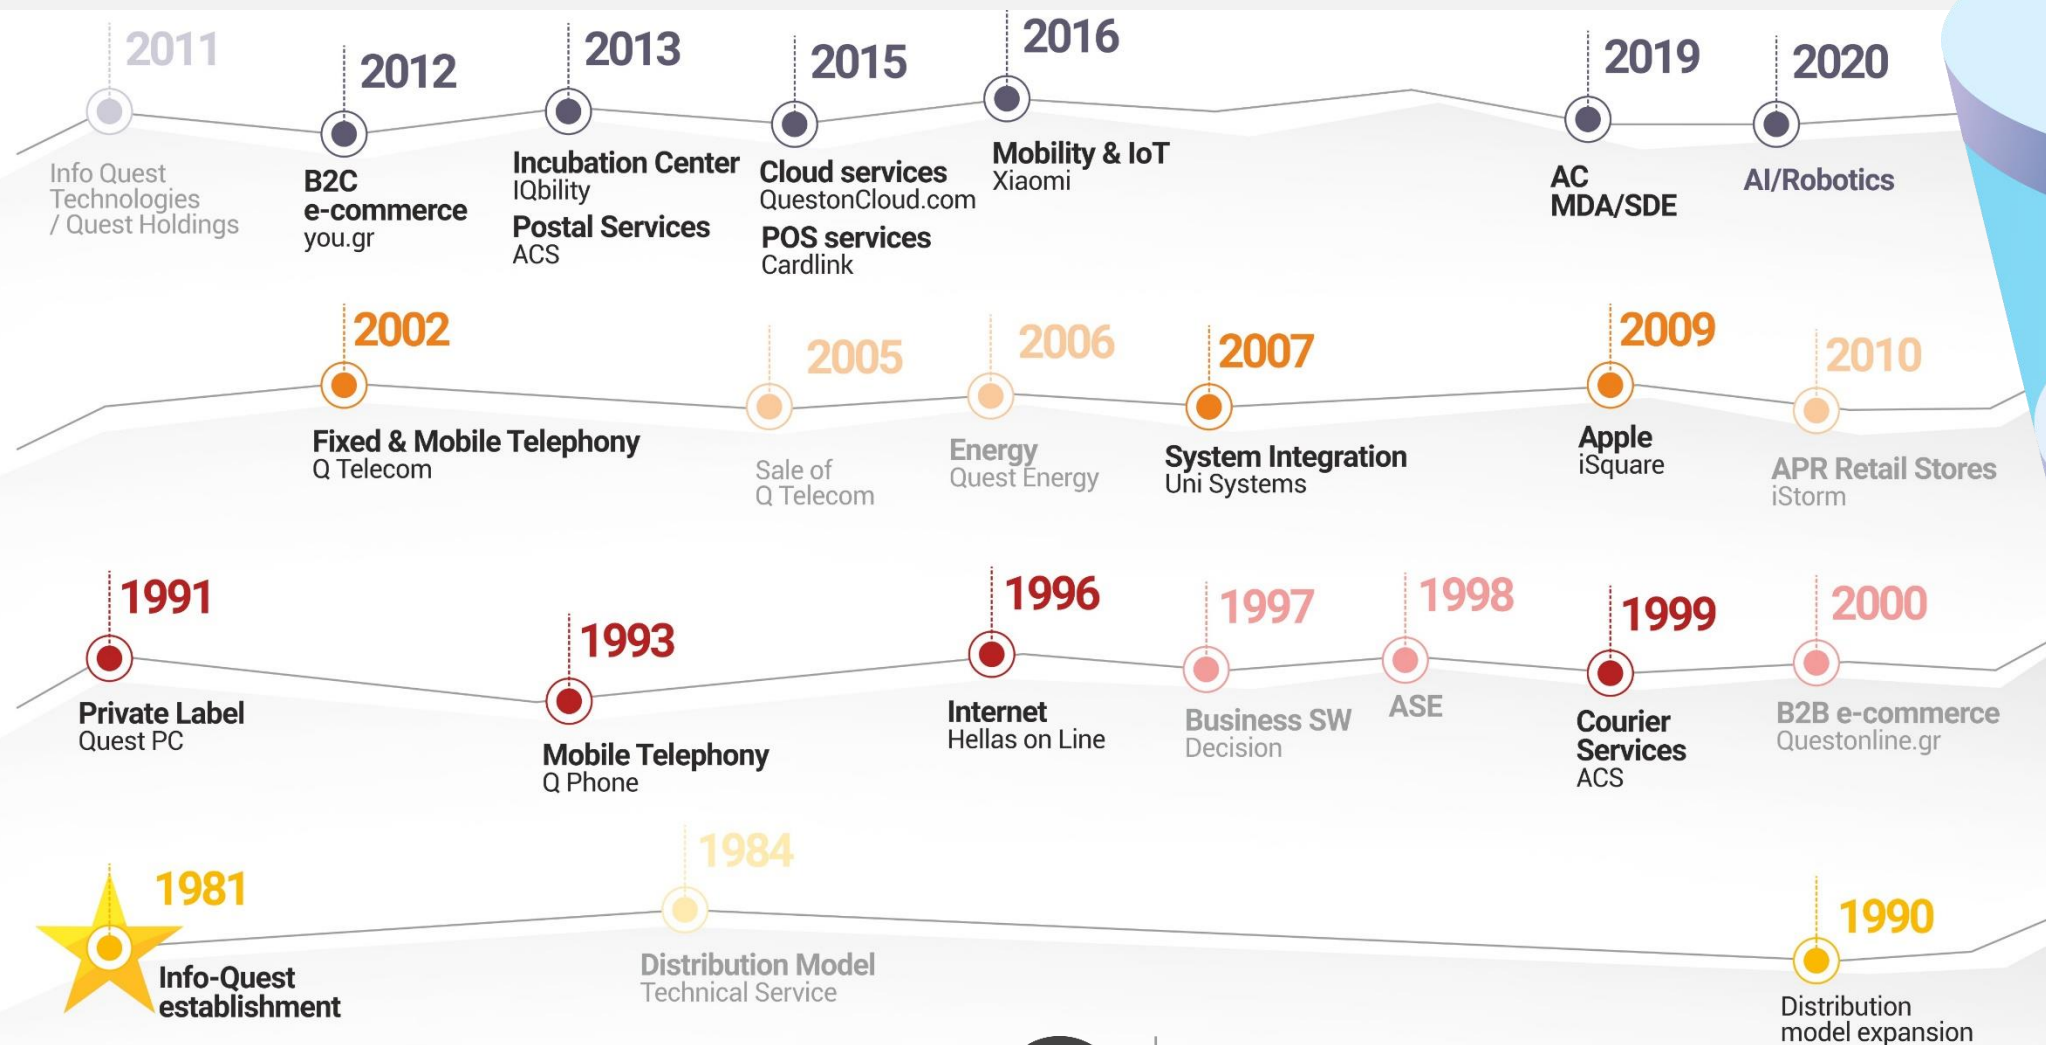 2011
Info Quest
Technologies
/ Quest Holdings
2012
B2C
e-commerce
you.gr
2013
Incubation Center
IQbility
Postal Services
ACS
2015
Cloud services
QuestonCloud.com
POS services
Cardlink
2016
Mobility & IoT
Xiaomi
2019
AC
MDA/SDE
2020
AI/Robotics
2002
Fixed & Mobile Telephony
Q Telecom
2005
Sale of
Q Telecom
2006
Energy
Quest Energy
2007
System Integration
Uni Systems
2009
Apple
iSquare
2010
APR Retail Stores
iStorm
1991
Private Label
Quest PC
1993
Mobile Telephony
Q Phone
1996
Internet
Hellas on Line
1997
Business SW
Decision
1998
ASE
1999
Courier
Services
ACS
2000
B2B e-commerce
Questonline.gr
1981
Info-Quest
establishment
1984
Distribution Model
Technical Service
1990
Distribution
model expansion